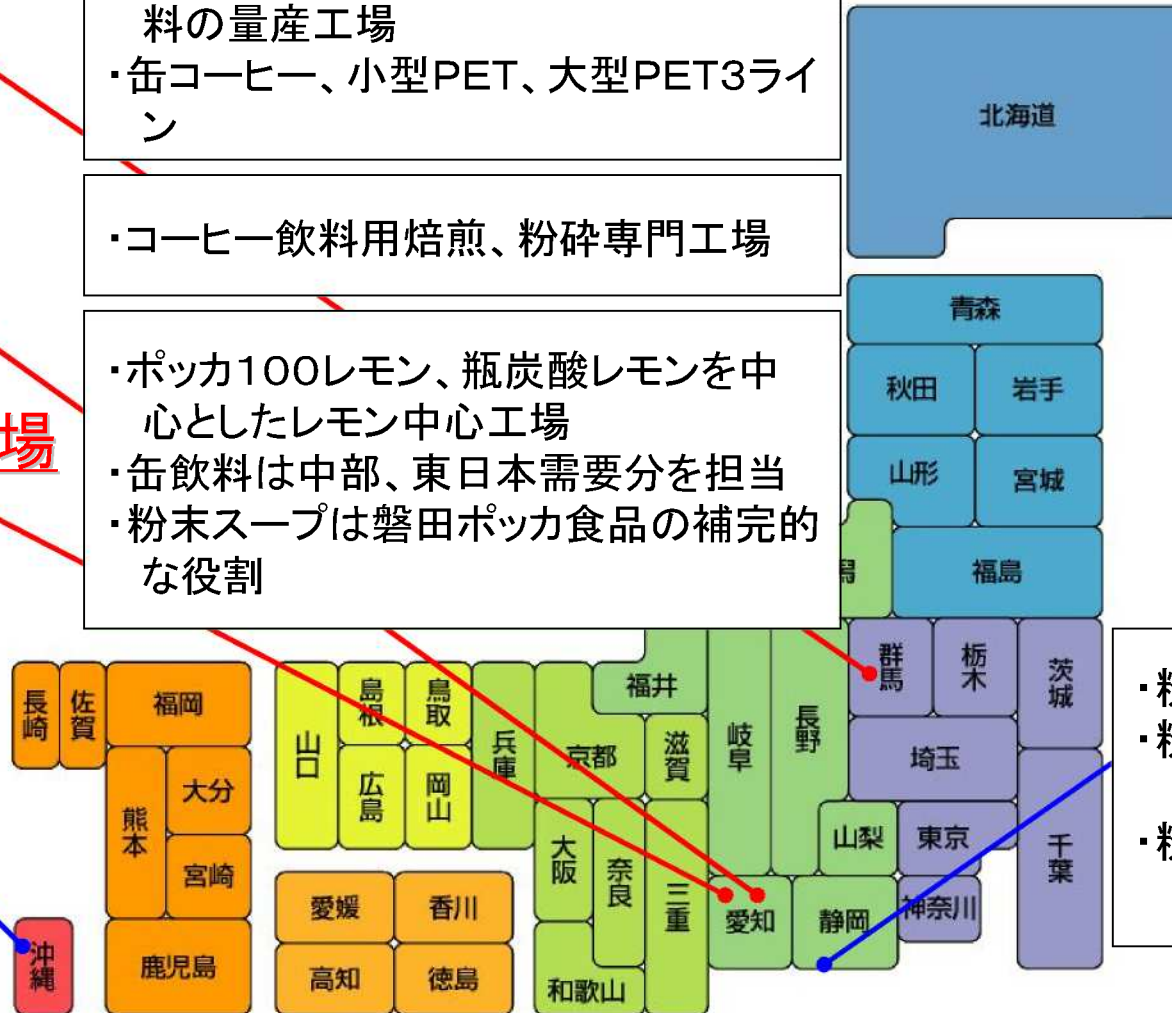 料の量産工場
・缶コーヒー、小型PET、大型PET3ライ
ン
・コーヒー飲料用焙煎、粉砕専門工場
・ポッカ100レモン、瓶炭酸レモンを中
心としたレモン中心工場
・缶飲料は中部、東日本需要分を担当
・粉末スープは磐田ポッカ食品の補完的
な役割
場
北海道
青森
秋田
岩手
山形
宮城
福島
群馬
栃木
茨城
埼玉
山梨
東京
千葉
神奈川
長野
岐阜
福井
愛知
静岡
滋賀
京都
兵庫
大阪
奈良
三重
和歌山
鳥取
島根
岡山
広島
山口
愛媛
香川
高知
徳島
福岡
佐賀
長崎
大分
熊本
宮崎
鹿児島
沖縄